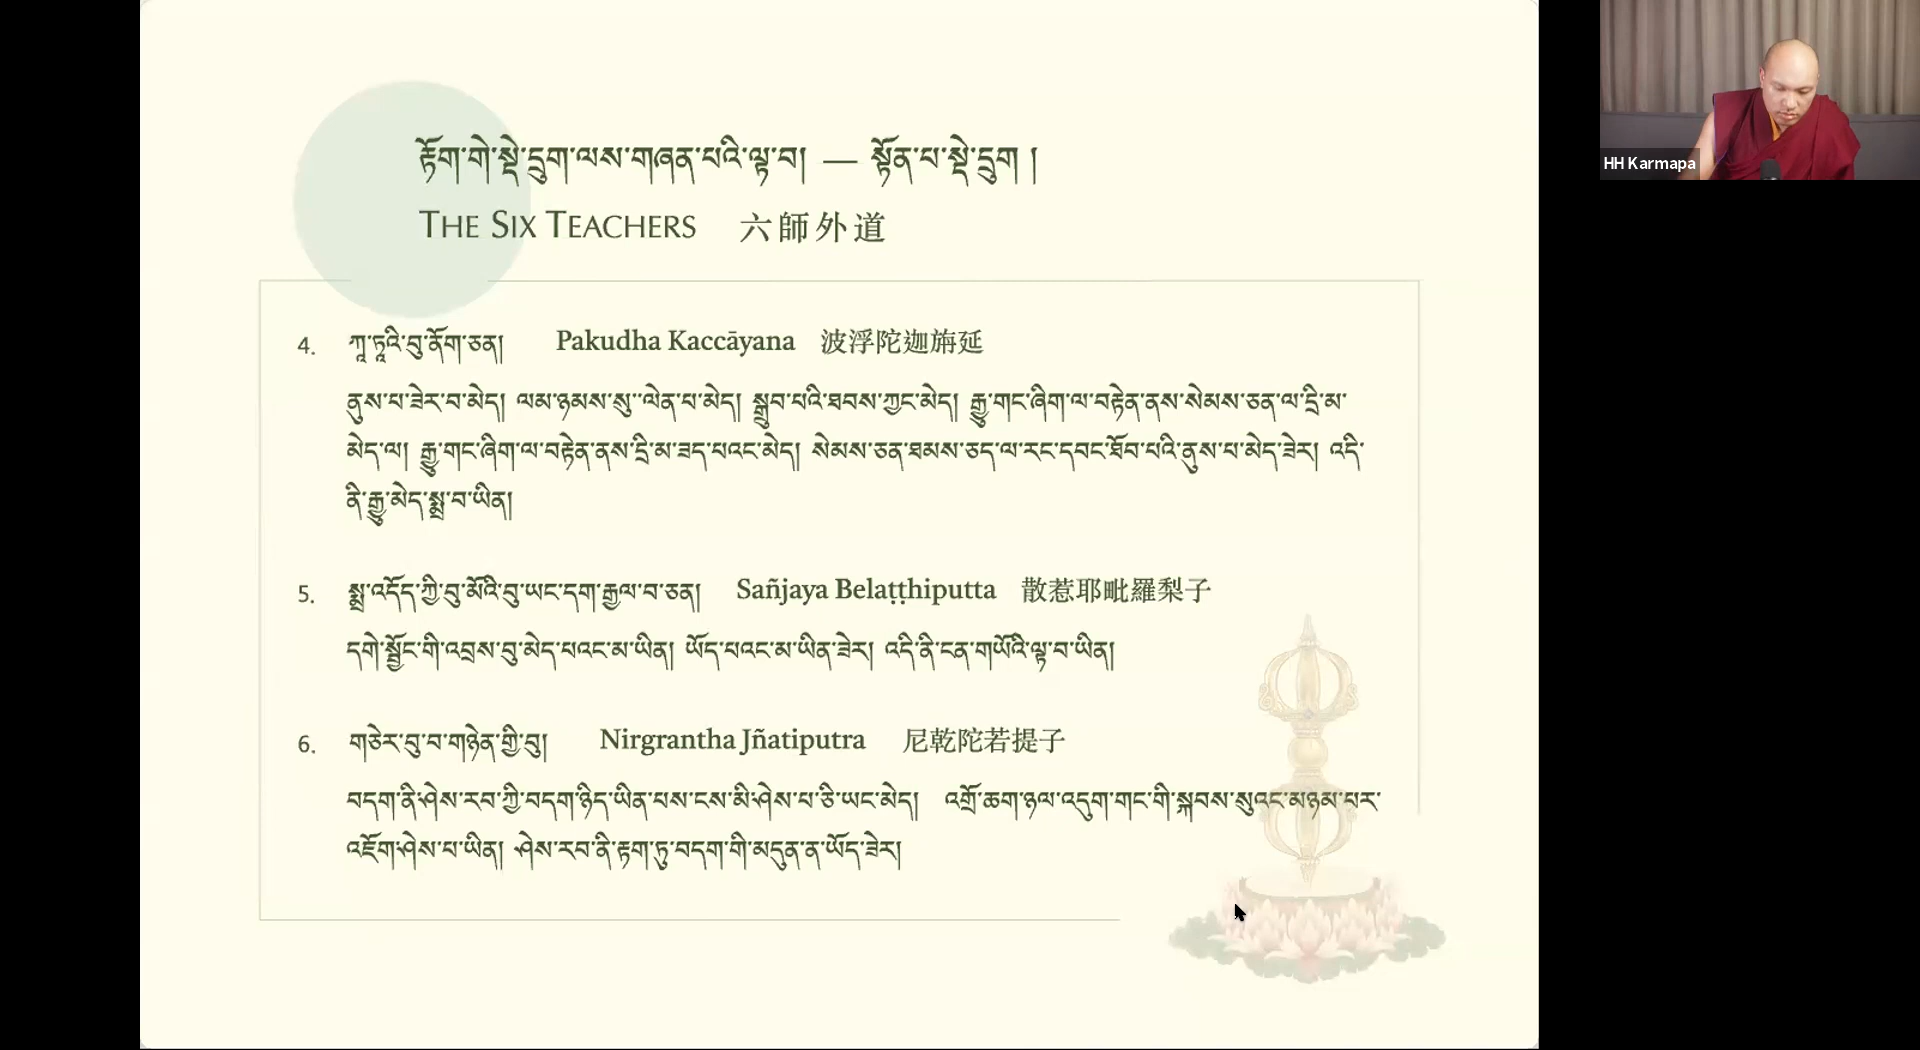 རྟོག་གེ་སྡེ་དྲུག་ལས་གཞན་པའི་ལྟ་བ། — སྟོན་པ་སྡེ་དྲུག །
THE SIX TEACHERS 六師外道
4. ཀཱ་ཏྱའི་བུ་ནོག་ཅན། Pakudha Kaccāyana 波浮陀迦旃延
ནུས་པ་ཟེར་བ་མེད། ལམ་ཉམས་སུ་ལེན་པ་མེད། སྒྲུབ་པའི་ཐབས་ཀྱང་མེད། རྒྱུ་གང་ཞིག་ལ་བརྟེན་ནས་སེམས་ཅན་ལ་དྲི་མ་
མེད་ལ། རྒྱུ་གང་ཞིག་ལ་བརྟེན་ནས་དྲི་མ་ཟད་པའང་མེད། སེམས་ཅན་ཐམས་ཅད་ལ་རང་དབང་ཐོབ་པའི་ནུས་པ་མེད་ཟེར། འདི་
ནི་རྒྱུ་མེད་སྨྲ་བ་ཡིན།
5. སྨྲ་འདོད་ཀྱི་བུ་མོའི་བུ་ཡང་དག་རྒྱལ་བ་ཅན། Sañjaya Belaṭṭhiputta 散惹耶毗羅梨子
དགེ་སྦྱོང་གི་འབྲས་བུ་མེད་པའང་མ་ཡིན། ཡོད་པའང་མ་ཡིན་ཟེར། འདི་ནི་ངན་གཡོའི་ལྟ་བ་ཡིན།
6. གཅེར་བུ་བ་གཉེན་གྱི་བུ། Nirgrantha Jñatiputra 尼乾陀若提子
བདག་ནི་ཤེས་རབ་ཀྱི་བདག་ཉིད་ཡིན་པས་ངས་མི་ཤེས་པ་ཅི་ཡང་མེད། འགྲོ་ཆག་ཉལ་འདུག་གང་གི་སྐབས་སུའང་མཉམ་པར་
འཇོག་ཤེས་པ་ཡིན། ཤེས་རབ་ནི་རྟག་ཏུ་བདག་གི་མདུན་ན་ཡོད་ཟེར།
HH Karmapa